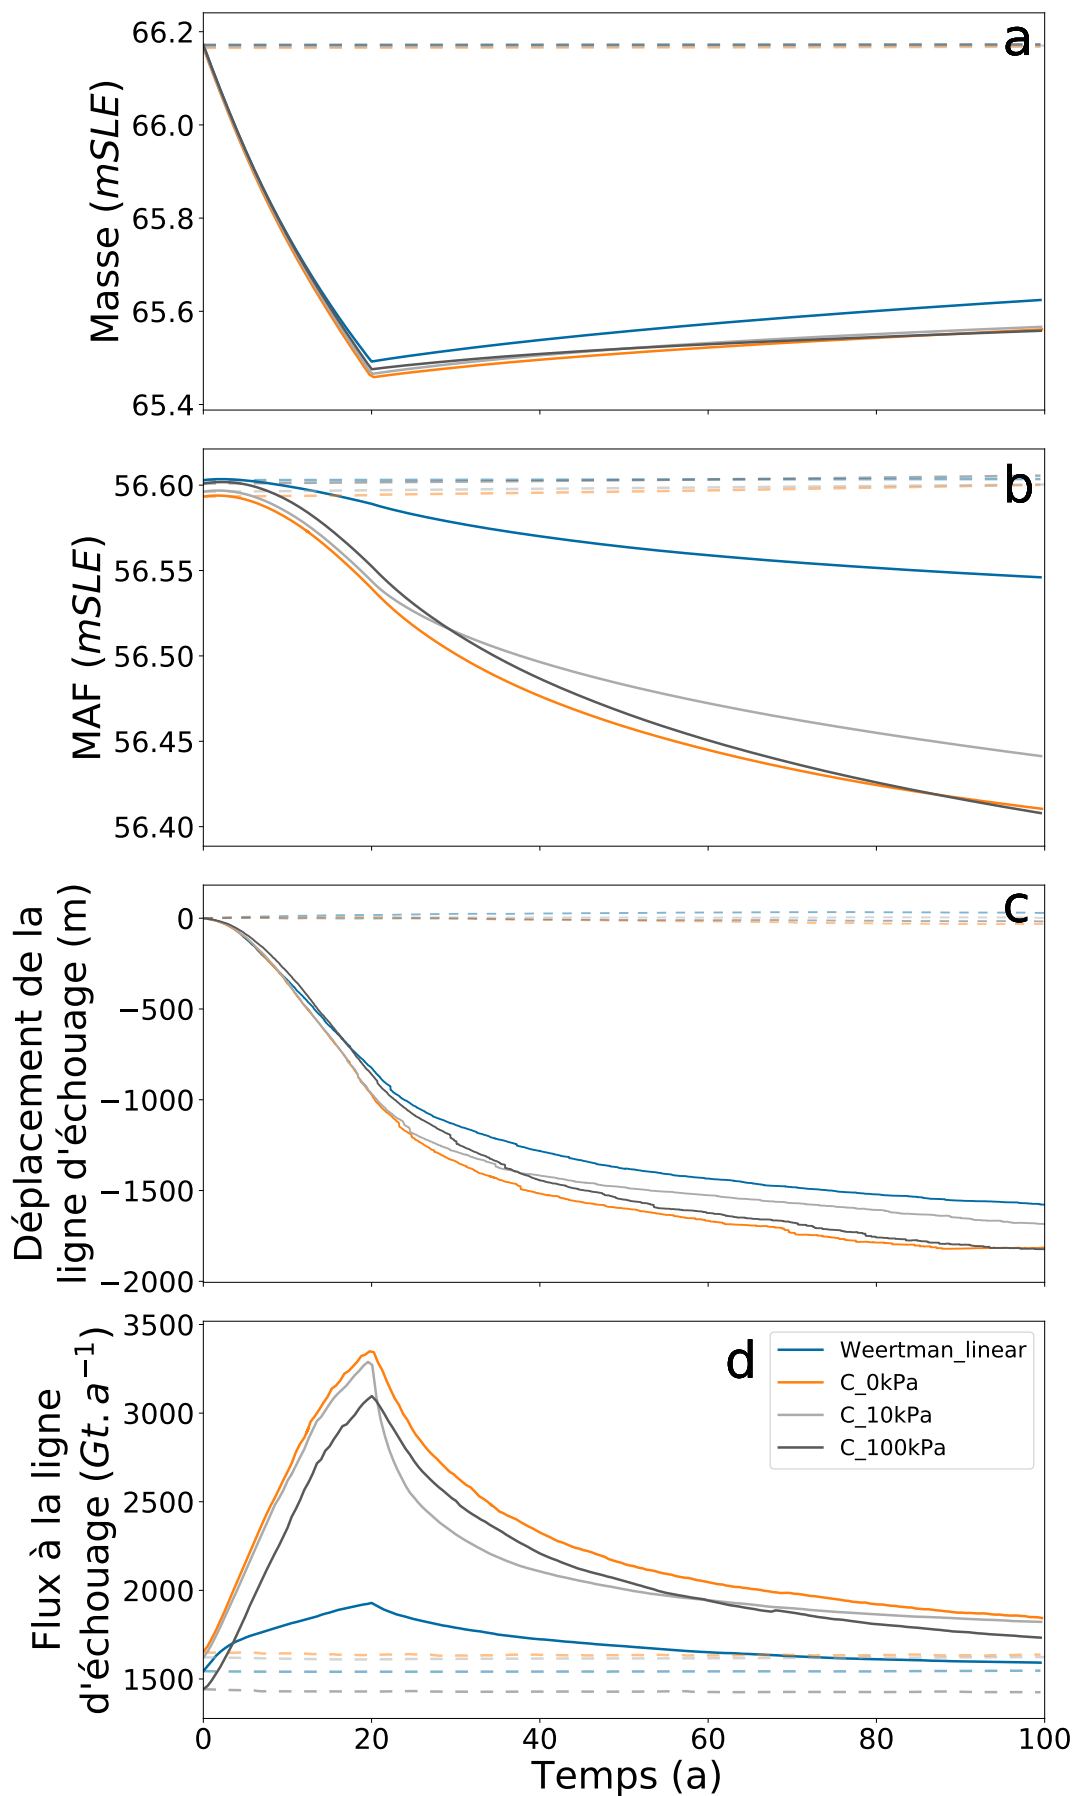 a
66.2
66.0
65.8
65.6
65.4
Masse (mSLE)
b
56.60
56.55
56.50
56.45
56.40
MAF (mSLE)
c
0
−500
−1000
−1500
−2000
Déplacement de la
ligne d'échouage (m)
d
3500
3000
2500
2000
1500
Flux à la ligne
d'échouage (Gt. a⁻¹)
Weertman_linear
C_0kPa
C_10kPa
C_100kPa
0 20 40 60 80 100
Temps (a)